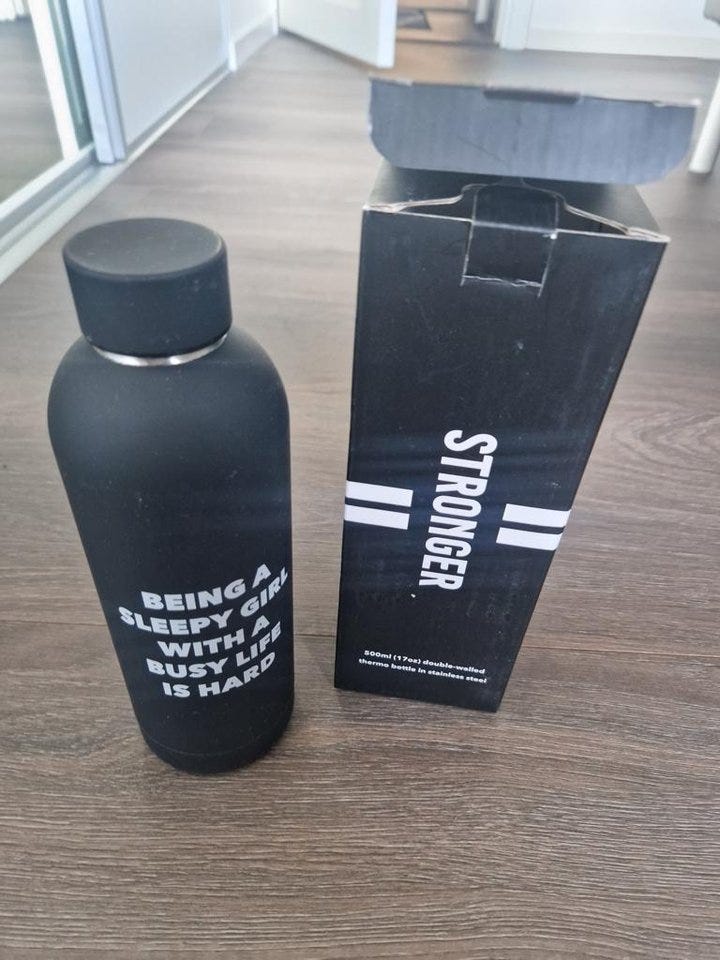 BEING A
SLEEPY GIRL
WITH A
BUSY LIFE
IS HARD
STRONGER
500ml (17oz) double-walled
thermo bottle in stainless steel